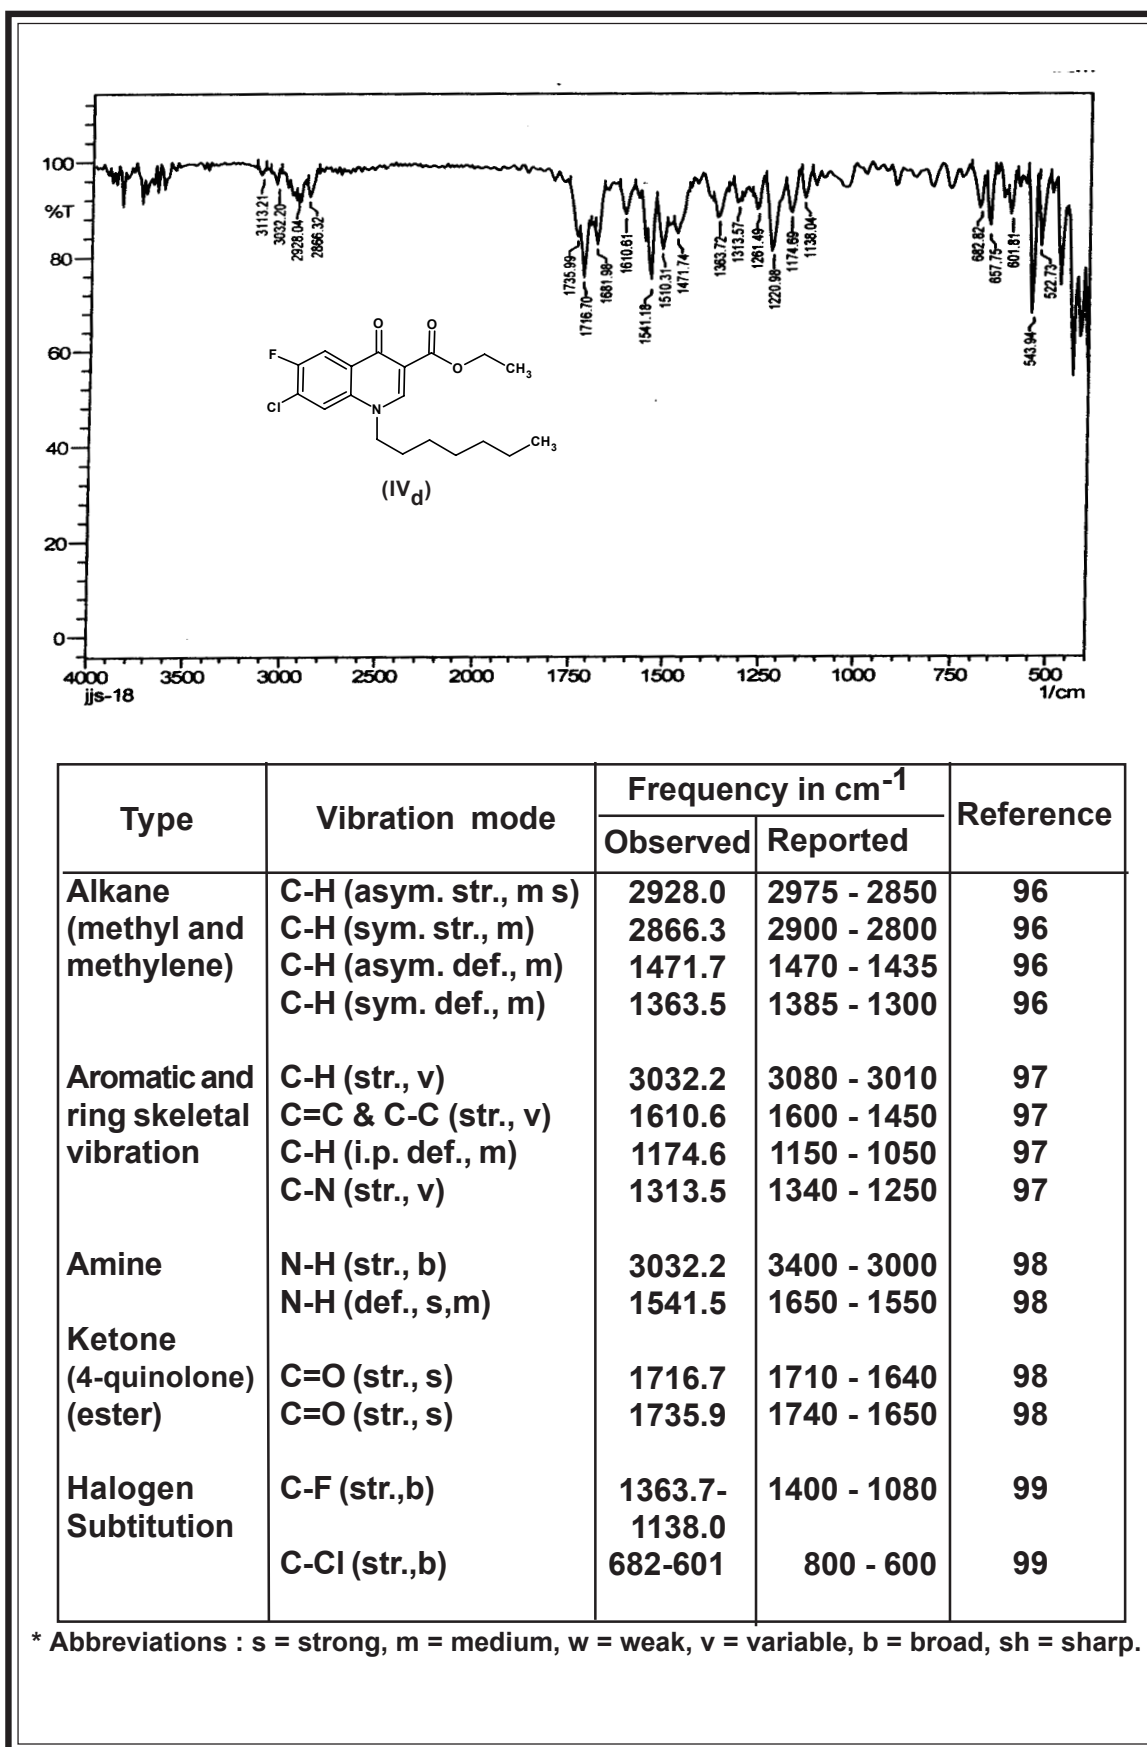 100
%T
80
60
40
20
0
3113.21
3032.20
2928.04
2866.32
1735.99
1716.70
1681.98
1610.61
1541.18
1510.31
1471.74
1363.72
1313.57
1261.49
1220.98
1174.69
1138.04
682.82
657.75
601.81
543.94
522.73
O O
F O CH3
Cl N
CH3
(IVd)
4000 3500 3000 2500 2000 1750 1500 1250 1000 750 500
jjs-18 1/cm
Type Vibration mode Frequency in cm-1 Reference
Observed Reported
Alkane C-H (asym. str., m s) 2928.0 2975 - 2850 96
(methyl and C-H (sym. str., m) 2866.3 2900 - 2800 96
methylene) C-H (asym. def., m) 1471.7 1470 - 1435 96
C-H (sym. def., m) 1363.5 1385 - 1300 96
Aromatic and C-H (str., v) 3032.2 3080 - 3010 97
ring skeletal C=C & C-C (str., v) 1610.6 1600 - 1450 97
vibration C-H (i.p. def., m) 1174.6 1150 - 1050 97
C-N (str., v) 1313.5 1340 - 1250 97
Amine N-H (str., b) 3032.2 3400 - 3000 98
N-H (def., s,m) 1541.5 1650 - 1550 98
Ketone
(4-quinolone) C=O (str., s) 1716.7 1710 - 1640 98
(ester) C=O (str., s) 1735.9 1740 - 1650 98
Halogen C-F (str.,b) 1363.7- 1400 - 1080 99
Subtitution 1138.0
C-Cl (str.,b) 682-601 800 - 600 99
* Abbreviations : s = strong, m = medium, w = weak, v = variable, b = broad, sh = sharp.